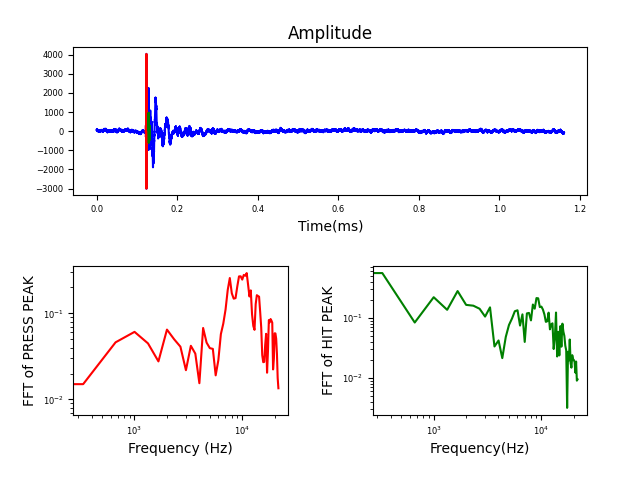 Amplitude
4000
3000
2000
1000
0
−1000
−2000
−3000
0.0 0.2 0.4 0.6 0.8 1.0 1.2
Time(ms)
FFT of PRESS PEAK
10⁻¹
10⁻²
10³ 10⁴
Frequency (Hz)
FFT of HIT PEAK
10⁻¹
10⁻²
10³ 10⁴
Frequency(Hz)